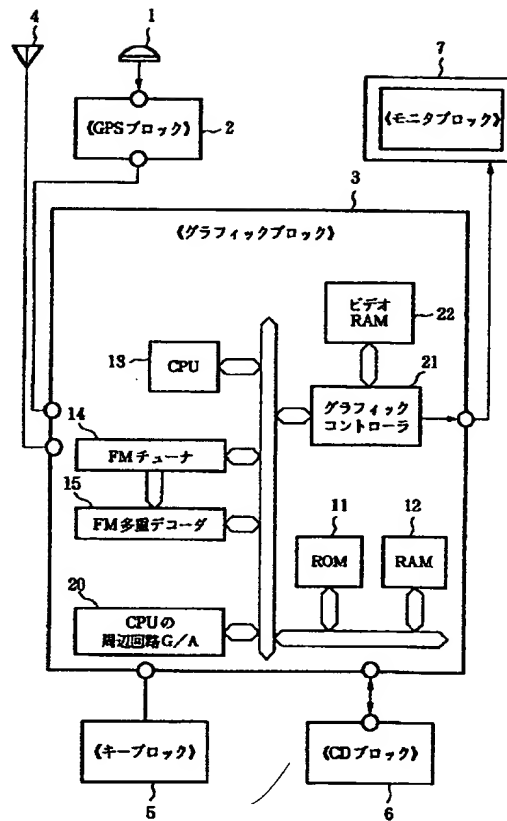 4
1
7
《GPSブロック》
2
《モニタブロック》
3
《グラフィックブロック》
ビデオ
RAM
22
13
CPU
21
グラフィック
コントローラ
14
FMチューナ
15
FM多重デコーダ
11
12
ROM
RAM
20
CPUの
周辺回路G/A
《キーブロック》
《CDブロック》
5
6